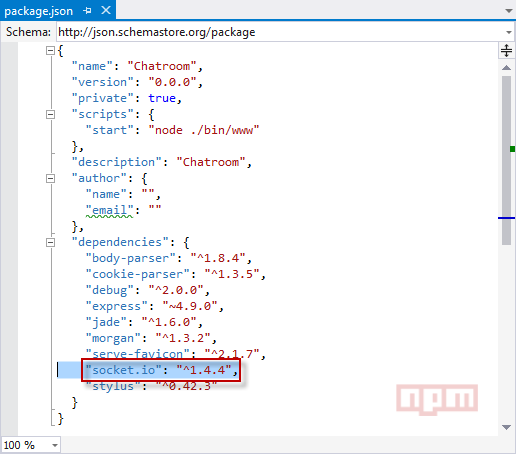 package.json
Schema: http://json.schemastore.org/package
{
"name": "Chatroom",
"version": "0.0.0",
"private": true,
"scripts": {
"start": "node ./bin/www"
},
"description": "Chatroom",
"author": {
"name": "",
"email": ""
},
"dependencies": {
"body-parser": "^1.8.4",
"cookie-parser": "^1.3.5",
"debug": "^2.0.0",
"express": "~4.9.0",
"jade": "^1.6.0",
"morgan": "^1.3.2",
"serve-favicon": "^2.1.7",
"socket.io": "^1.4.4",
"stylus": "^0.42.3"
}
}
npm
100 %